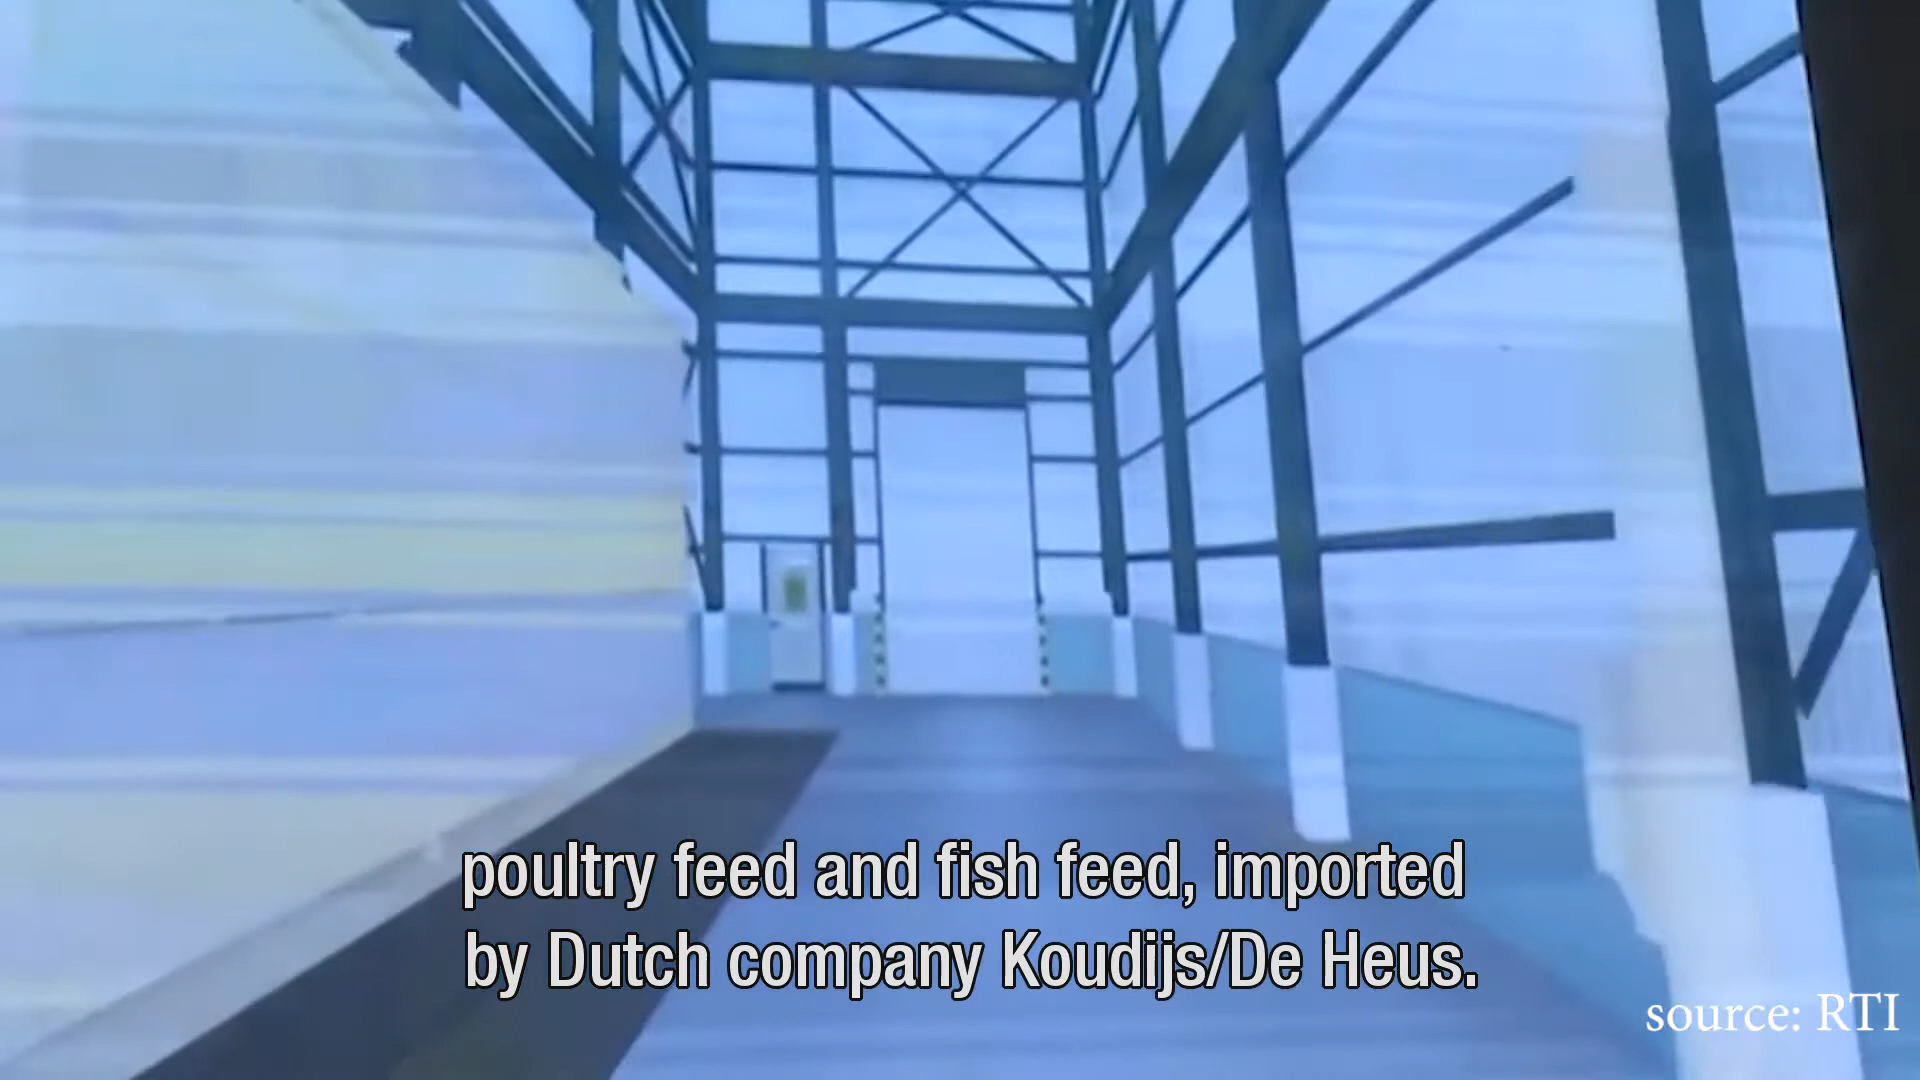 poultry feed and fish feed, imported
by Dutch company Koudijs/De Heus.
source: RTI